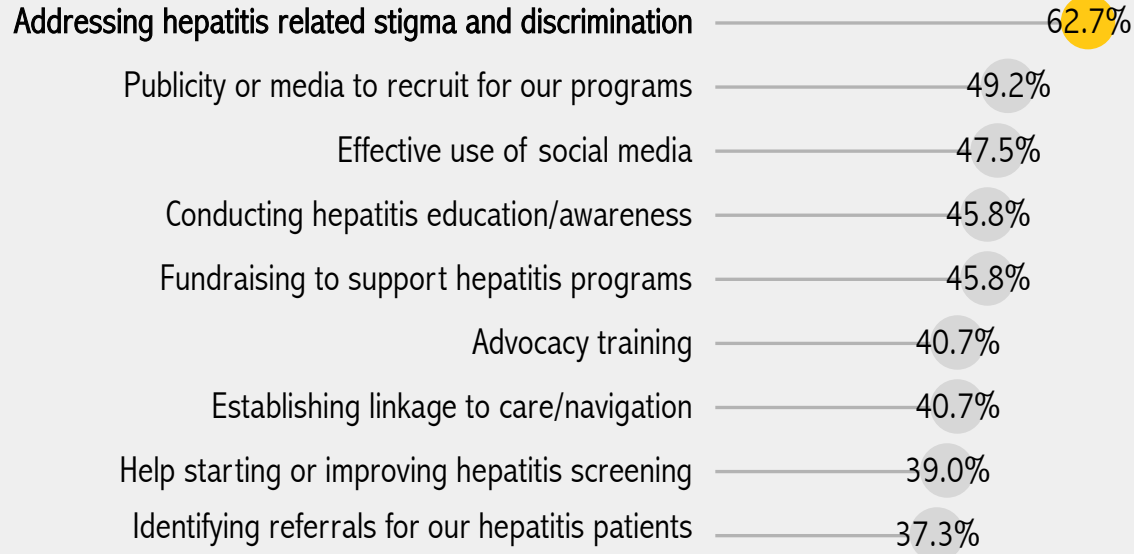 Addressing hepatitis related stigma and discrimination 62.7%
Publicity or media to recruit for our programs 49.2%
Effective use of social media 47.5%
Conducting hepatitis education/awareness 45.8%
Fundraising to support hepatitis programs 45.8%
Advocacy training 40.7%
Establishing linkage to care/navigation 40.7%
Help starting or improving hepatitis screening 39.0%
Identifying referrals for our hepatitis patients 37.3%